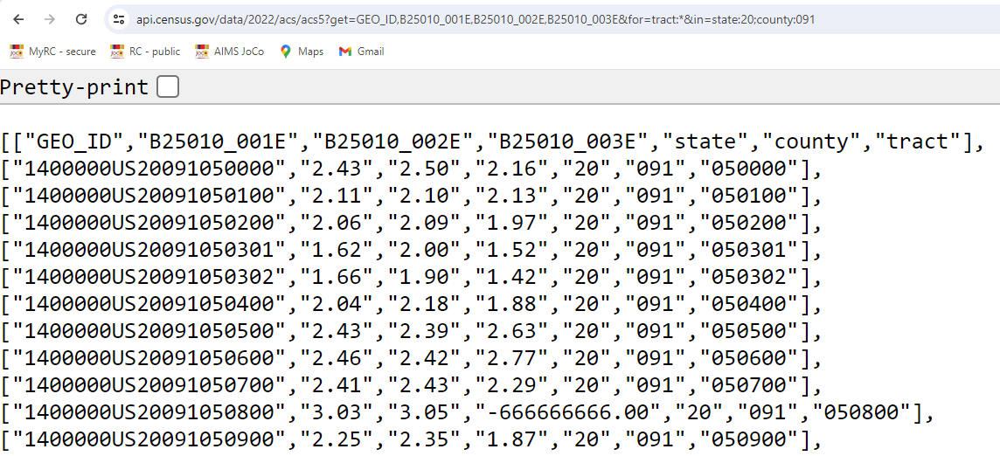 api.census.gov/data/2022/acs/acs5?get=GEO_ID,B25010_001E,B25010_002E,B25010_003E&for=tract:*&in=state:20;county:091
MyRC - secure RC - public AIMS JoCo Maps Gmail
Pretty-print
[["GEO_ID","B25010_001E","B25010_002E","B25010_003E","state","county","tract"],
["1400000US20091050000","2.43","2.50","2.16","20","091","050000"],
["1400000US20091050100","2.11","2.10","2.13","20","091","050100"],
["1400000US20091050200","2.06","2.09","1.97","20","091","050200"],
["1400000US20091050301","1.62","2.00","1.52","20","091","050301"],
["1400000US20091050302","1.66","1.90","1.42","20","091","050302"],
["1400000US20091050400","2.04","2.18","1.88","20","091","050400"],
["1400000US20091050500","2.43","2.39","2.63","20","091","050500"],
["1400000US20091050600","2.46","2.42","2.77","20","091","050600"],
["1400000US20091050700","2.41","2.43","2.29","20","091","050700"],
["1400000US20091050800","3.03","3.05","-666666666.00","20","091","050800"],
["1400000US20091050900","2.25","2.35","1.87","20","091","050900"],